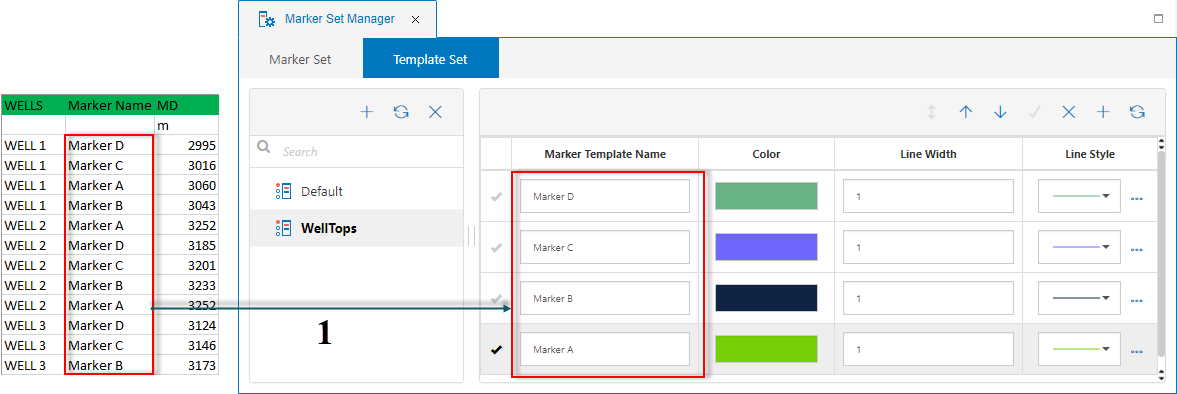 WELLS Marker Name MD
m
WELL 1 Marker D 2995
WELL 1 Marker C 3016
WELL 1 Marker A 3060
WELL 1 Marker B 3043
WELL 2 Marker A 3252
WELL 2 Marker D 3185
WELL 2 Marker C 3201
WELL 2 Marker B 3233
WELL 2 Marker A 3252
WELL 3 Marker D 3124
WELL 3 Marker C 3146
WELL 3 Marker B 3173
1
Marker Set Manager
Marker Set Template Set
Search
Default
WellTops
Marker Template Name Color Line Width Line Style
Marker D 1
Marker C 1
Marker B 1
Marker A 1